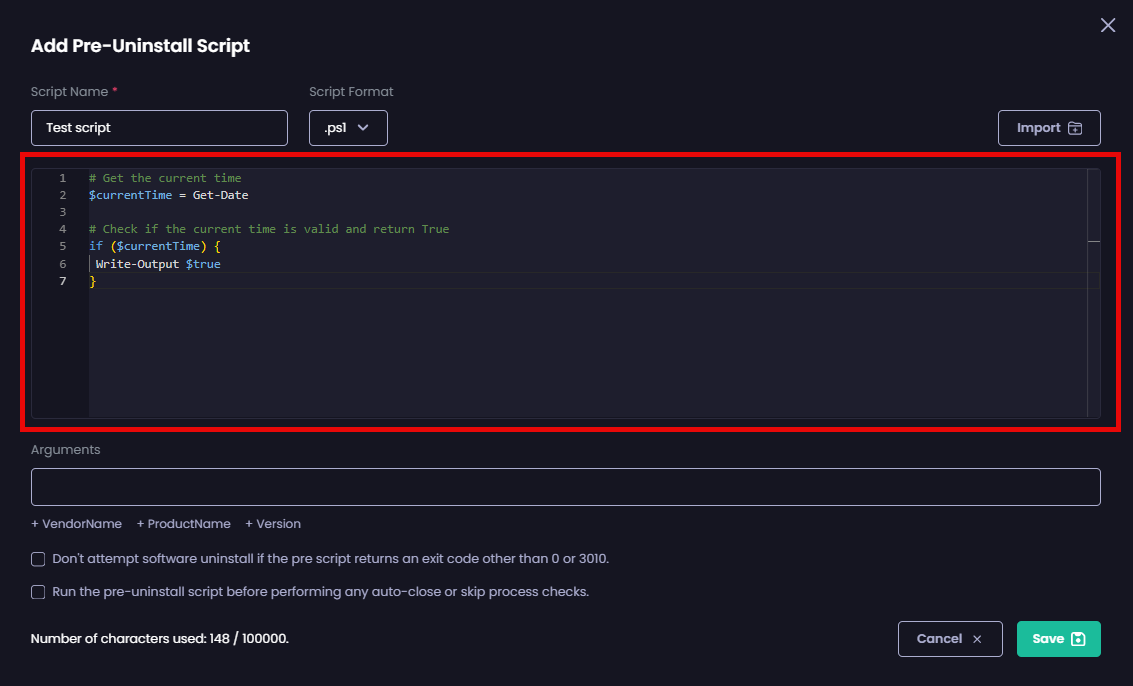 Add Pre-Uninstall Script
Script Name *
Script Format
Test script
.ps1
Import
1 # Get the current time
2 $currentTime = Get-Date
3
4 # Check if the current time is valid and return True
5 if ($currentTime) {
6 Write-Output $true
7 }
Arguments
+ VendorName + ProductName + Version
Don't attempt software uninstall if the pre script returns an exit code other than 0 or 3010.
Run the pre-uninstall script before performing any auto-close or skip process checks.
Number of characters used: 148 / 100000.
Cancel
Save